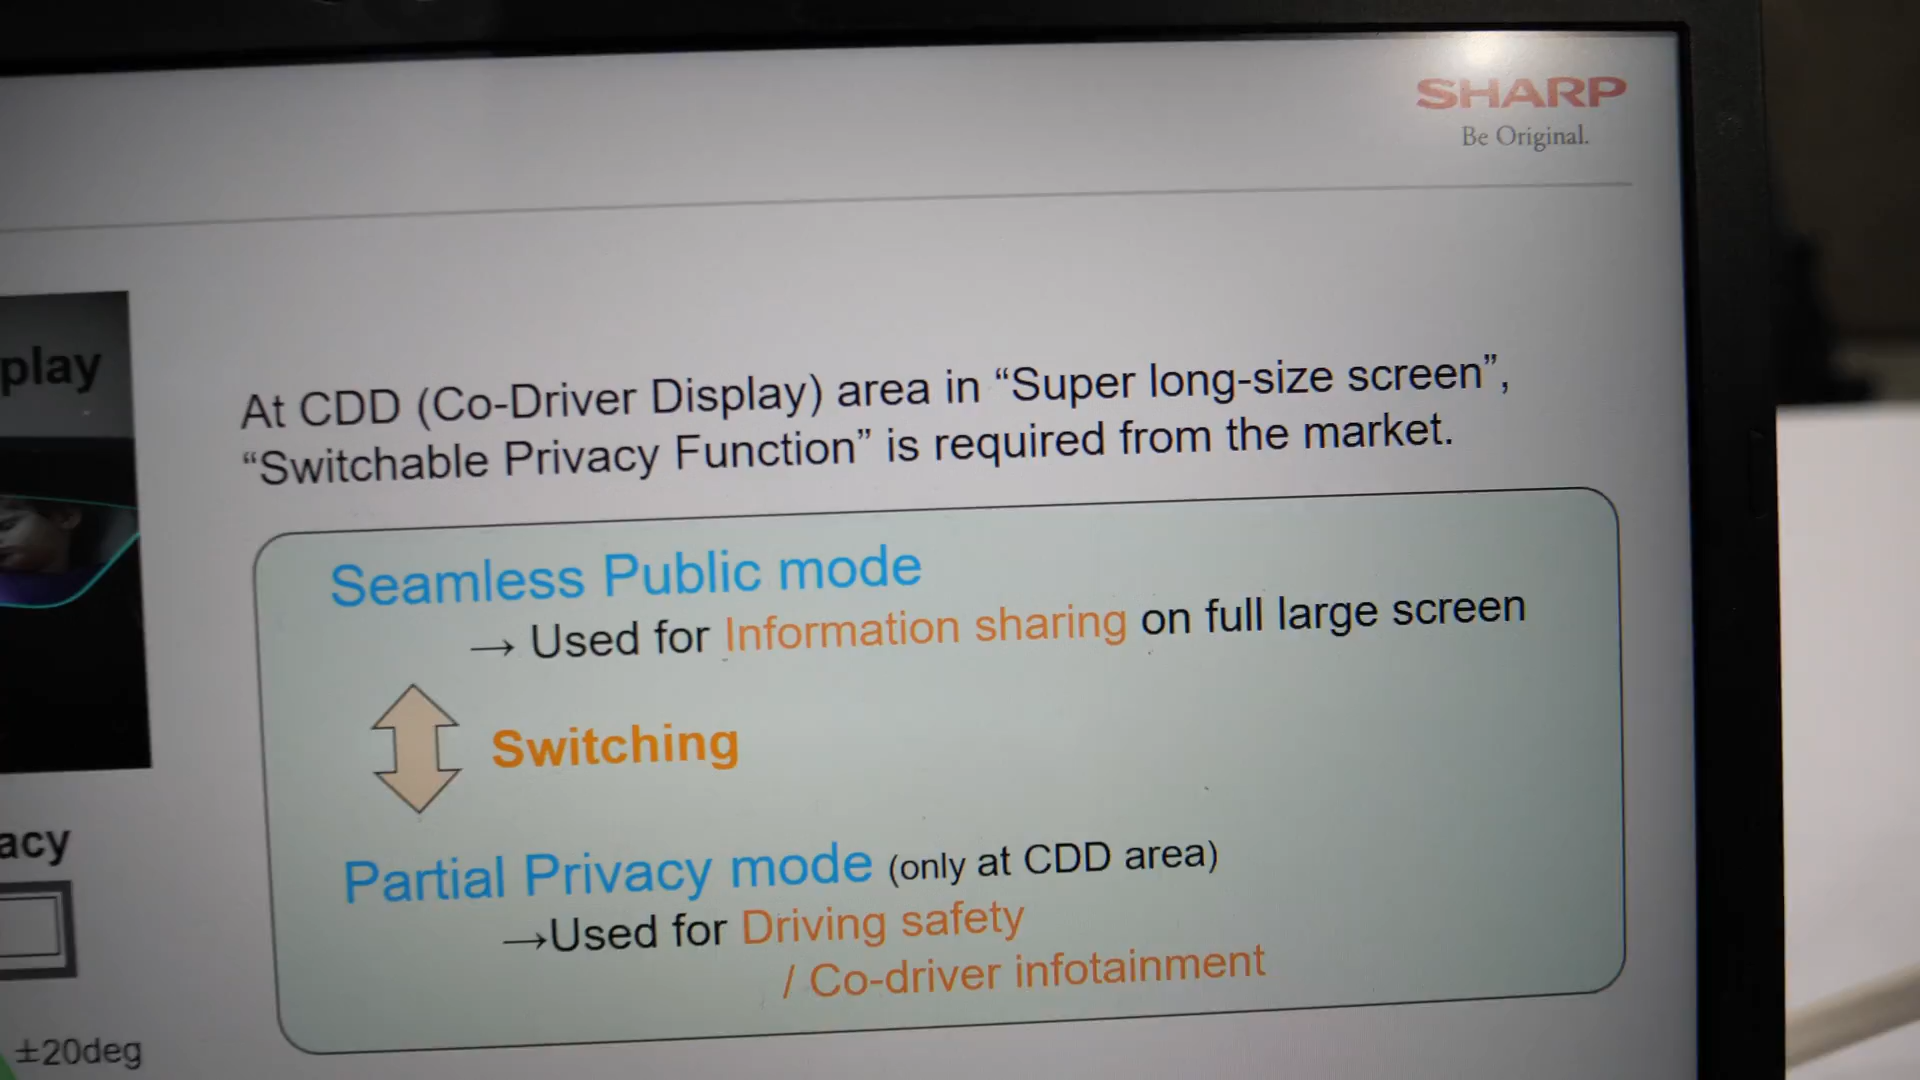 SHARP
Be Original.
play
At CDD (Co-Driver Display) area in “Super long-size screen”,
“Switchable Privacy Function” is required from the market.
Seamless Public mode
→ Used for Information sharing on full large screen
Switching
Partial Privacy mode (only at CDD area)
→Used for Driving safety
/ Co-driver infotainment
acy
±20deg